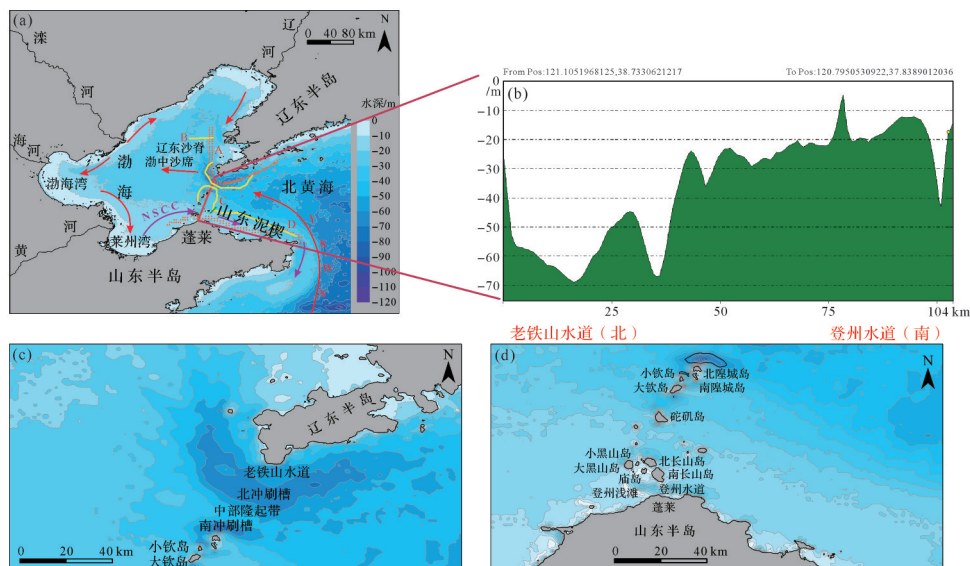 (a)
N
0 40 80 km
滦
河
辽
河
辽东半岛
水深/m
0
-10
-20
-30
-40
-50
-60
-70
-80
-90
-100
-110
-120
海
河
B
辽东沙脊
A
渤中沙席
渤
海
渤海湾
北黄海
NSCC
莱州湾
山东泥楔
D
Y
S
W
C
蓬莱
黄
河
山东半岛
From Pos:121.1051968125,38.7330621217
To Pos:120.7950530922,37.8389012036
(b)
0
/m
-10
-20
-30
-40
-50
-60
-70
25
50
75
104 km
老铁山水道（北）
登州水道（南）
(c)
N
辽东半岛
老铁山水道
北冲刷槽
中部隆起带
南冲刷槽
小钦岛
大钦岛
0 20 40 km
(d)
N
小钦岛
北隍城岛
大钦岛
南隍城岛
砣矶岛
小黑山岛
北长山岛
大黑山岛
南长山岛
庙岛
登州浅滩
登州水道
蓬莱
山东半岛
0 20 40 km